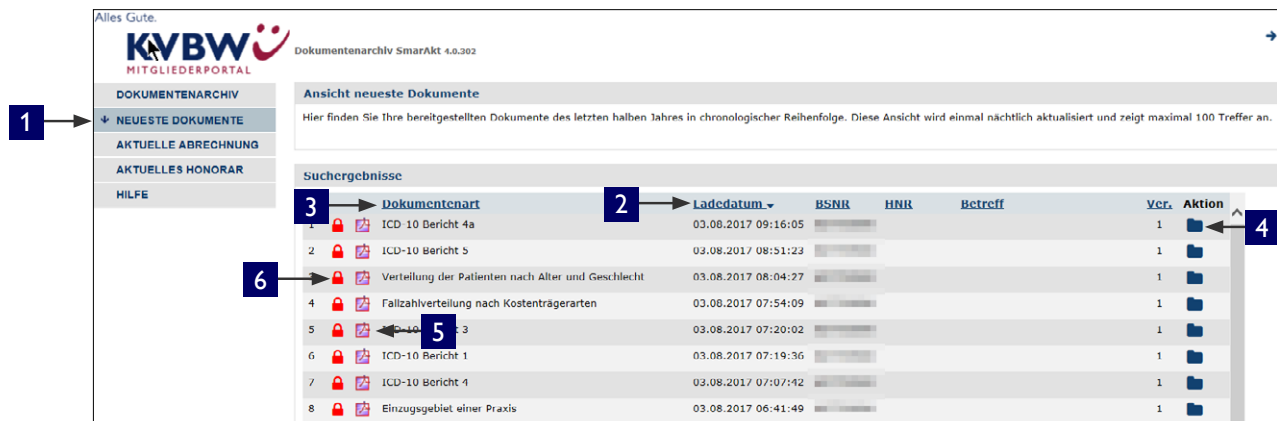 Alles Gute.
KVBW
MITGLIEDERPORTAL
Dokumentenarchiv SmarAkt 4.0.302
DOKUMENTENARCHIV
NEUESTE DOKUMENTE
AKTUELLE ABRECHNUNG
AKTUELLES HONORAR
HILFE
1
Ansicht neueste Dokumente
Hier finden Sie Ihre bereitgestellten Dokumente des letzten halben Jahres in chronologischer Reihenfolge. Diese Ansicht wird einmal nächtlich aktualisiert und zeigt maximal 100 Treffer an.
Suchergebnisse
3 Dokumentenart 2 Ladedatum BSNR HNR Betreff Ver. Aktion
1 ICD-10 Bericht 4a 03.08.2017 09:16:05 1 4
2 ICD-10 Bericht 5 03.08.2017 08:51:23 1
6 Verteilung der Patienten nach Alter und Geschlecht 03.08.2017 08:04:27 1
4 Fallzahlverteilung nach Kostenträgerarten 03.08.2017 07:54:09 1
5 5 3 03.08.2017 07:20:02 1
6 ICD-10 Bericht 1 03.08.2017 07:19:36 1
7 ICD-10 Bericht 4 03.08.2017 07:07:42 1
8 Einzugsgebiet einer Praxis 03.08.2017 06:41:49 1